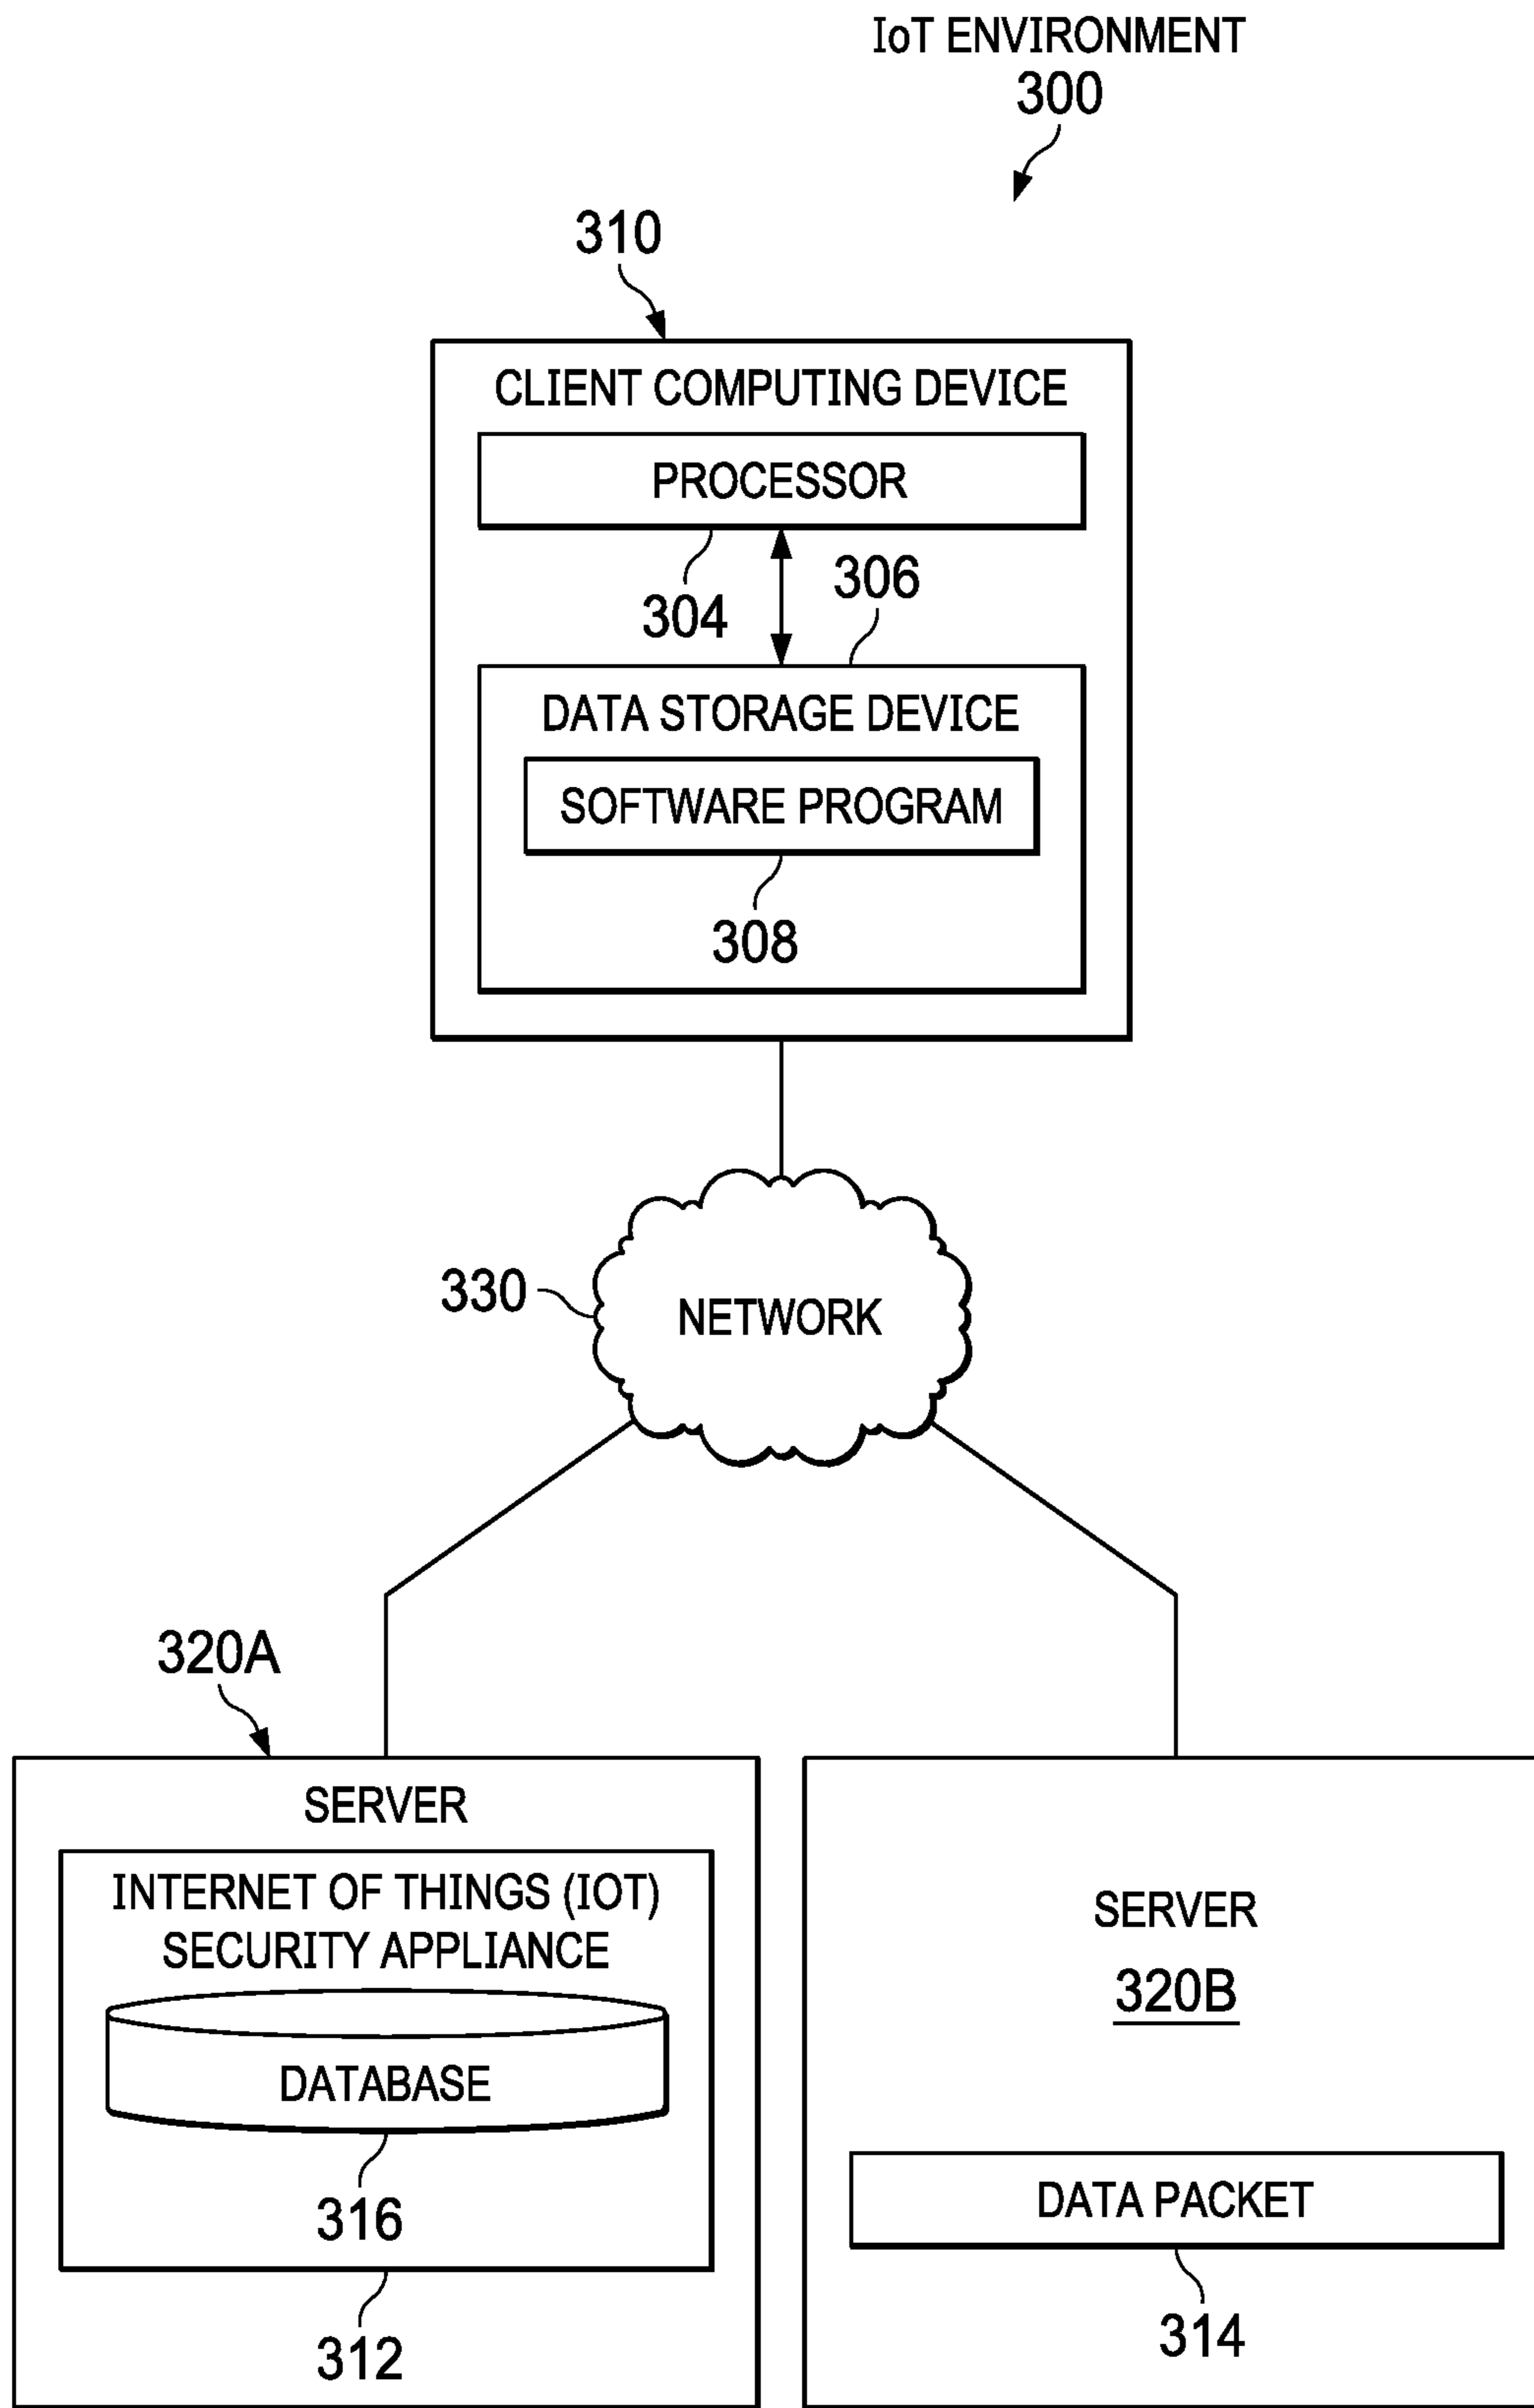 IoT ENVIRONMENT
300
310
CLIENT COMPUTING DEVICE
PROCESSOR
304
306
DATA STORAGE DEVICE
SOFTWARE PROGRAM
308
330
NETWORK
320A
SERVER
INTERNET OF THINGS (IOT)
SECURITY APPLIANCE
DATABASE
316
312
SERVER
320B
DATA PACKET
314